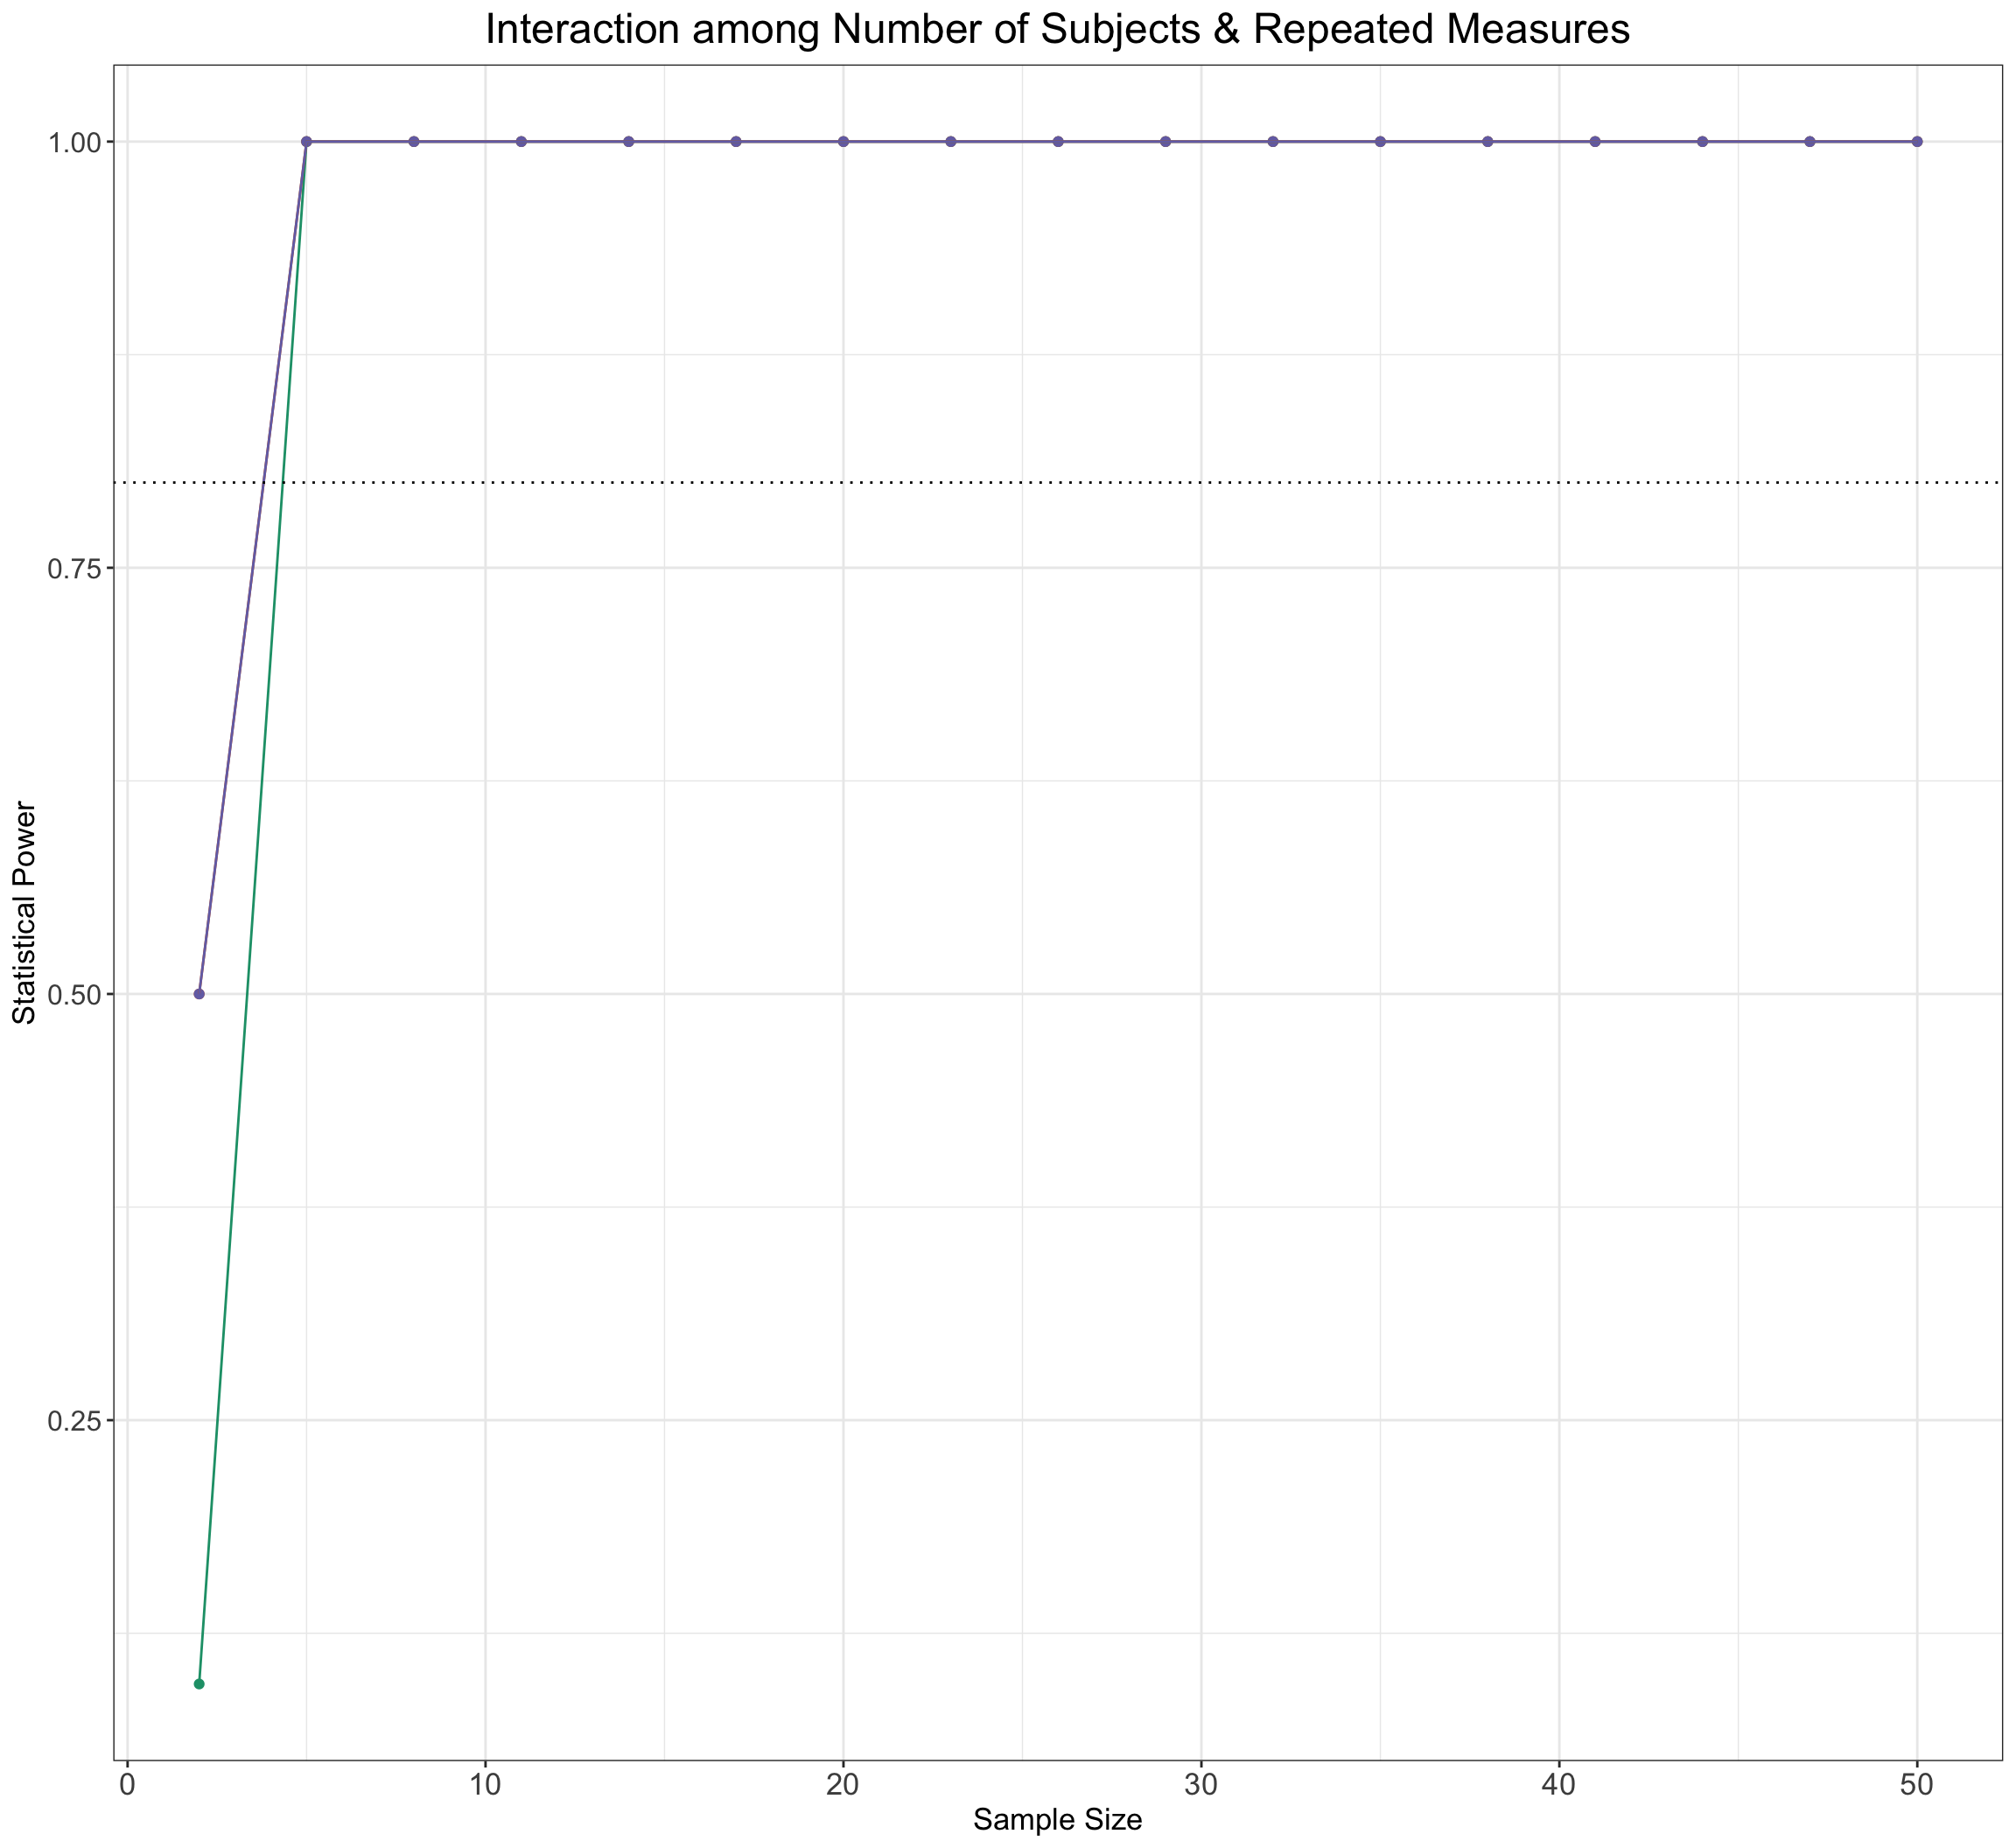 Interaction among Number of Subjects & Repeated Measures
1.00
0.75
0.50
0.25
Statistical Power
0 10 20 30 40 50
Sample Size